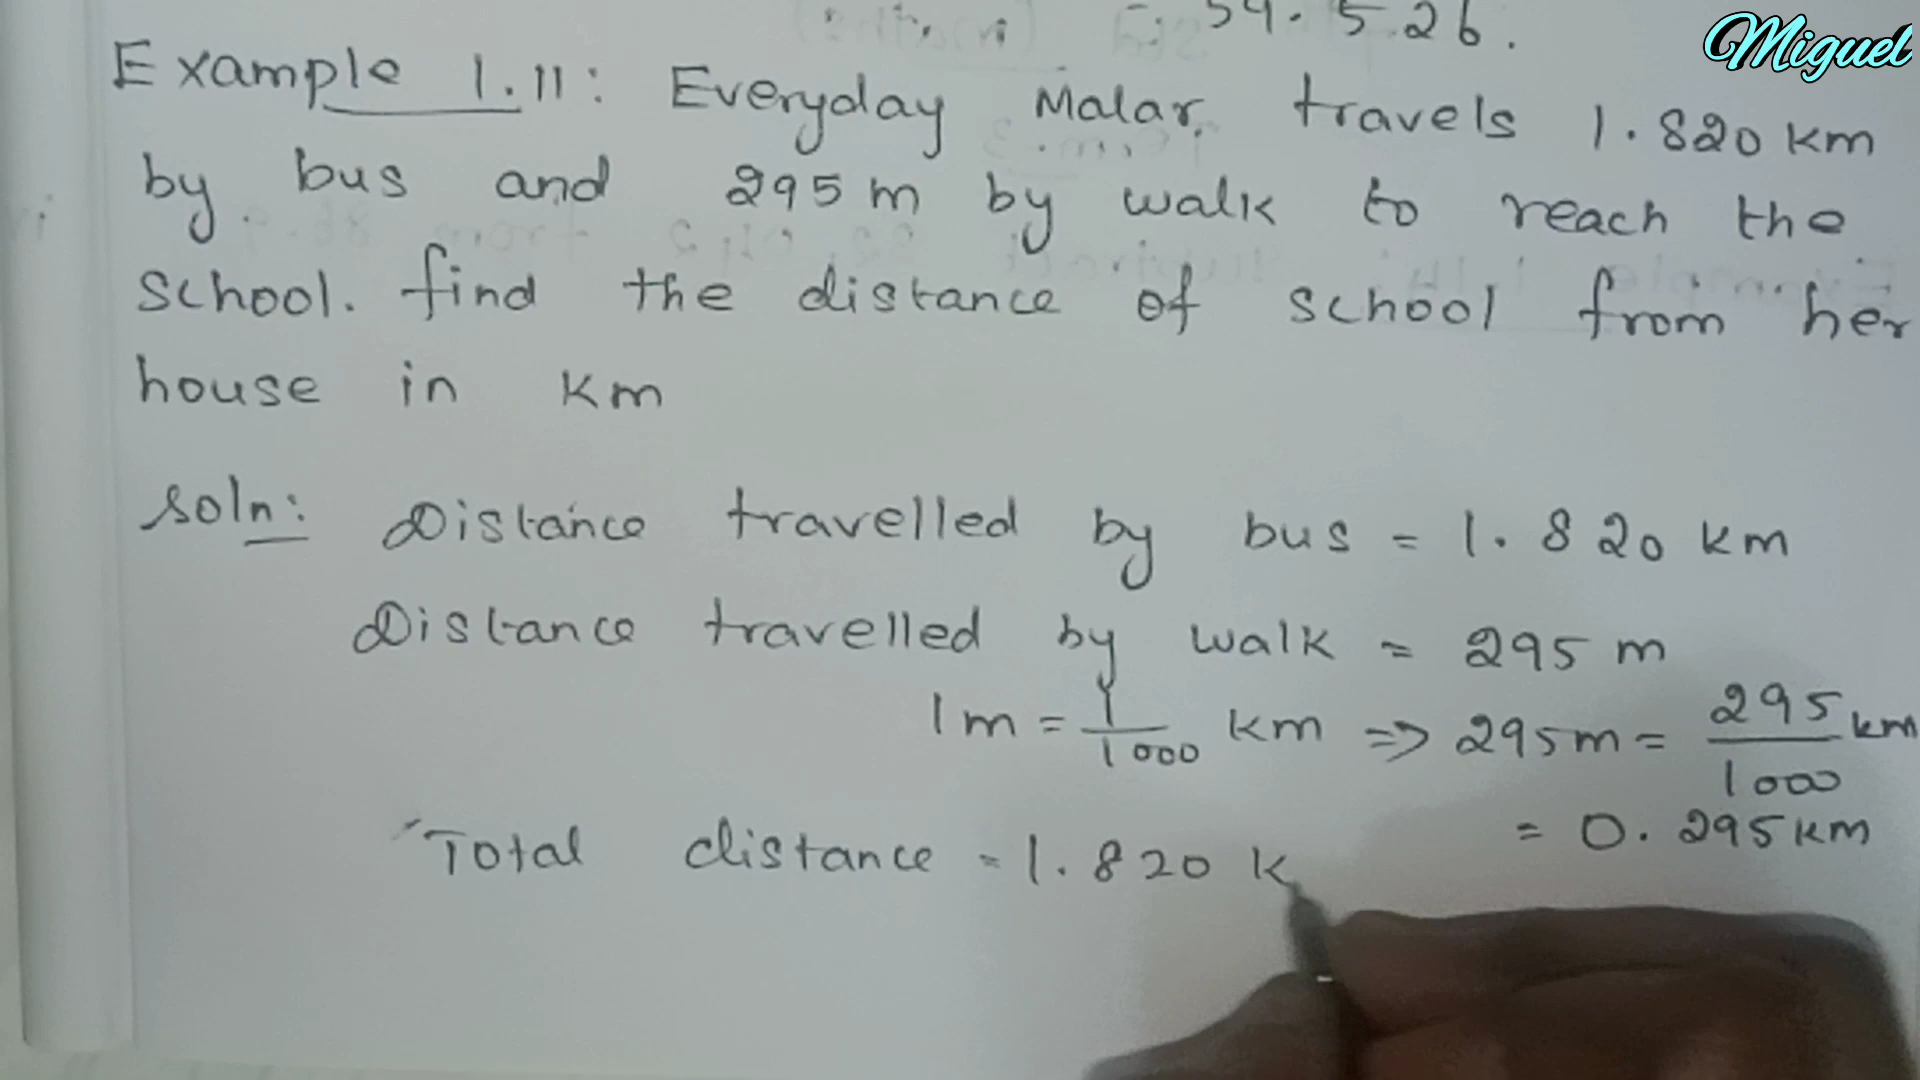 59.526.
Miguel
Example 1.11: Everyday Malar travels 1.820 km
by bus and 295 m by walk to reach the
school. find the distance of school from her
house in km
Soln: Distance travelled by bus = 1.820 km
Distance travelled by walk = 295 m
1 m = 1/1000 km => 295m = 295/1000 km
= 0.295 km
Total distance = 1.820 k